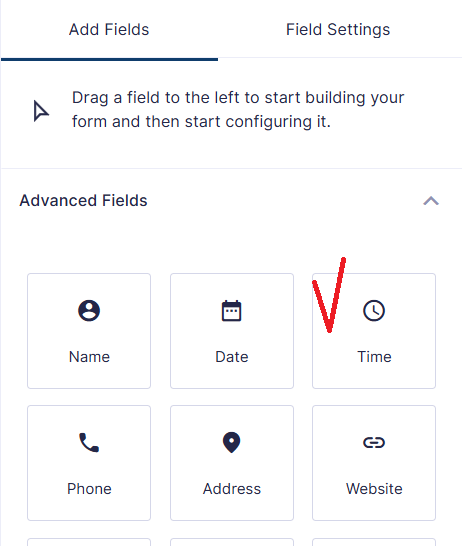 Add Fields
Field Settings
Drag a field to the left to start building your
form and then start configuring it.
Advanced Fields
Name
Date
Time
Phone
Address
Website